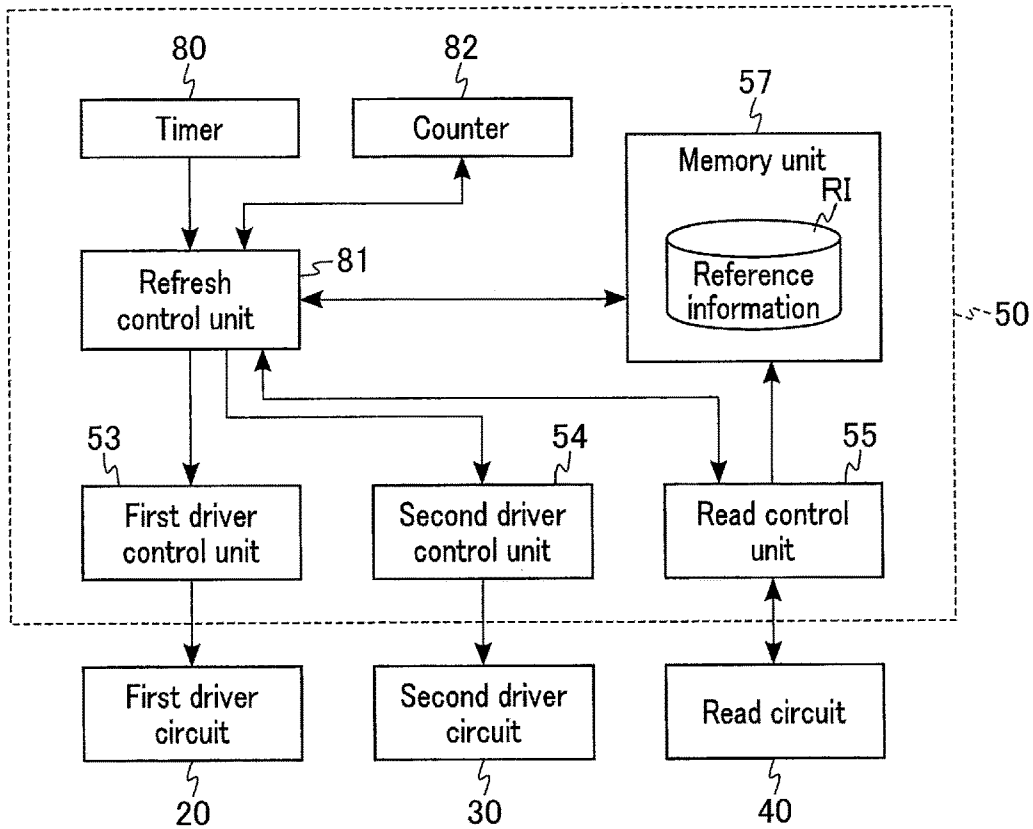 80
82
57
Timer
Counter
Memory unit
RI
Reference
information
81
Refresh
control unit
50
53
54
55
First driver
control unit
Second driver
control unit
Read control
unit
First driver
circuit
Second driver
circuit
Read circuit
20
30
40